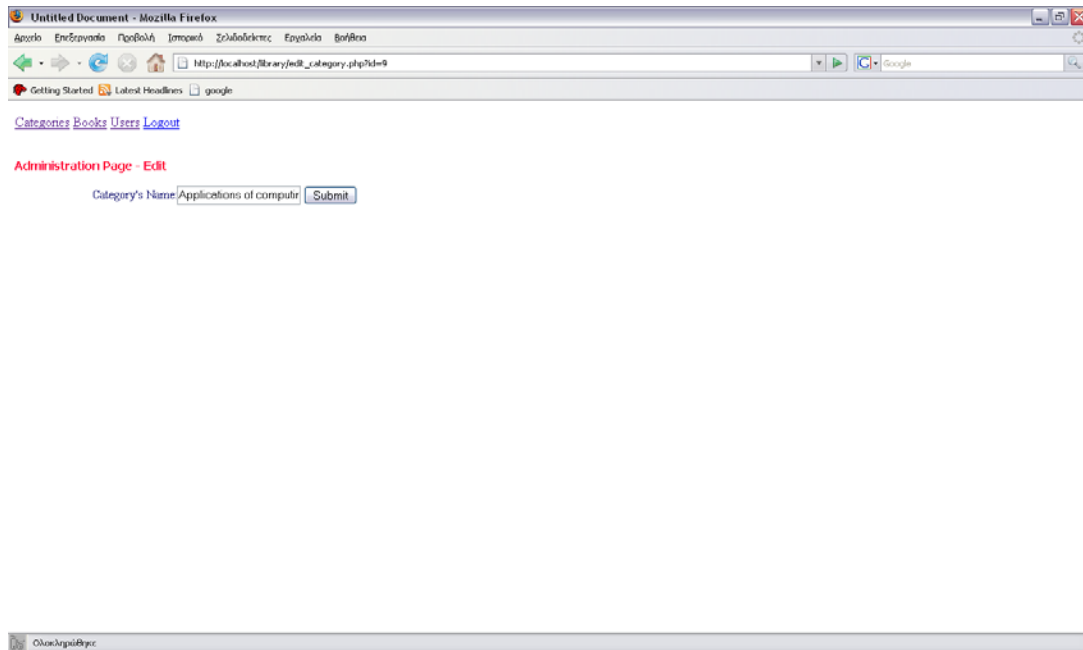 Untitled Document - Mozilla Firefox
Αρχείο Επεξεργασία Προβολή Ιστορικό Σελιδοδείκτες Εργαλεία Βοήθεια
http://localhost/library/edit_category.php?id=9
Google
Getting Started Latest Headlines google
Categories Books Users Logout
Administration Page - Edit
Category's Name: Applications of computin Submit
Ολοκληρώθηκε